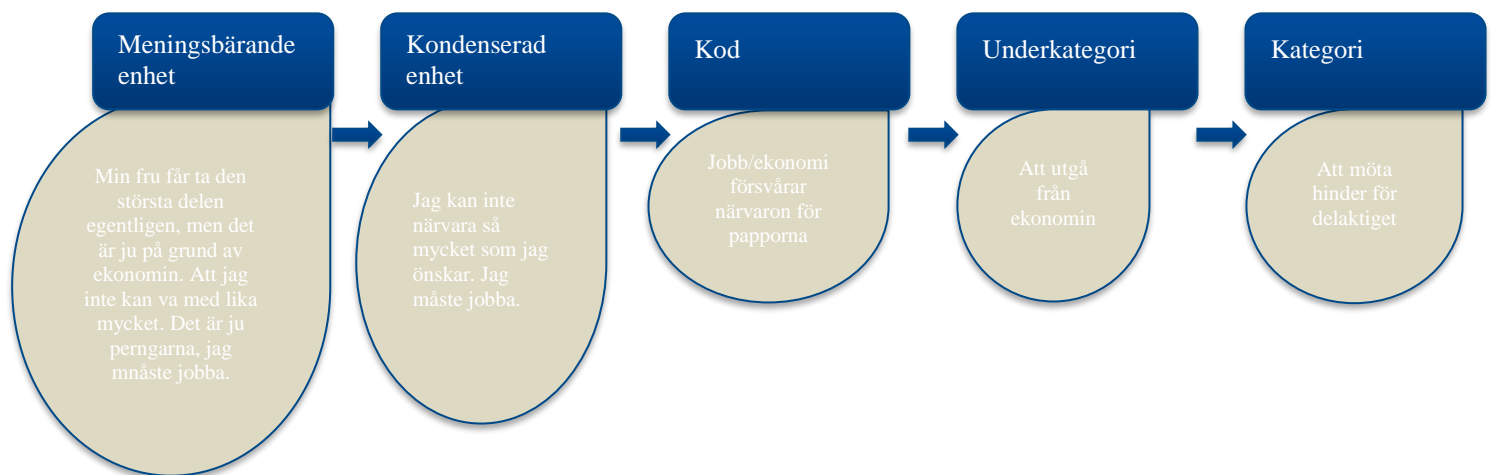 Meningsbärande
enhet
Min fru får ta den
största delen
egentligen, men det
är ju på grund av
ekonomin. Att jag
inte kan va med lika
mycket. Det är ju
perngarna, jag
mnåste jobba.
Kondenserad
enhet
Jag kan inte
närvara så
mycket som jag
önskar. Jag
måste jobba.
Kod
Jobb/ekonomi
försvårar
närvaron för
papporna
Underkategori
Att utgå
från
ekonomin
Kategori
Att möta
hinder för
delaktiget